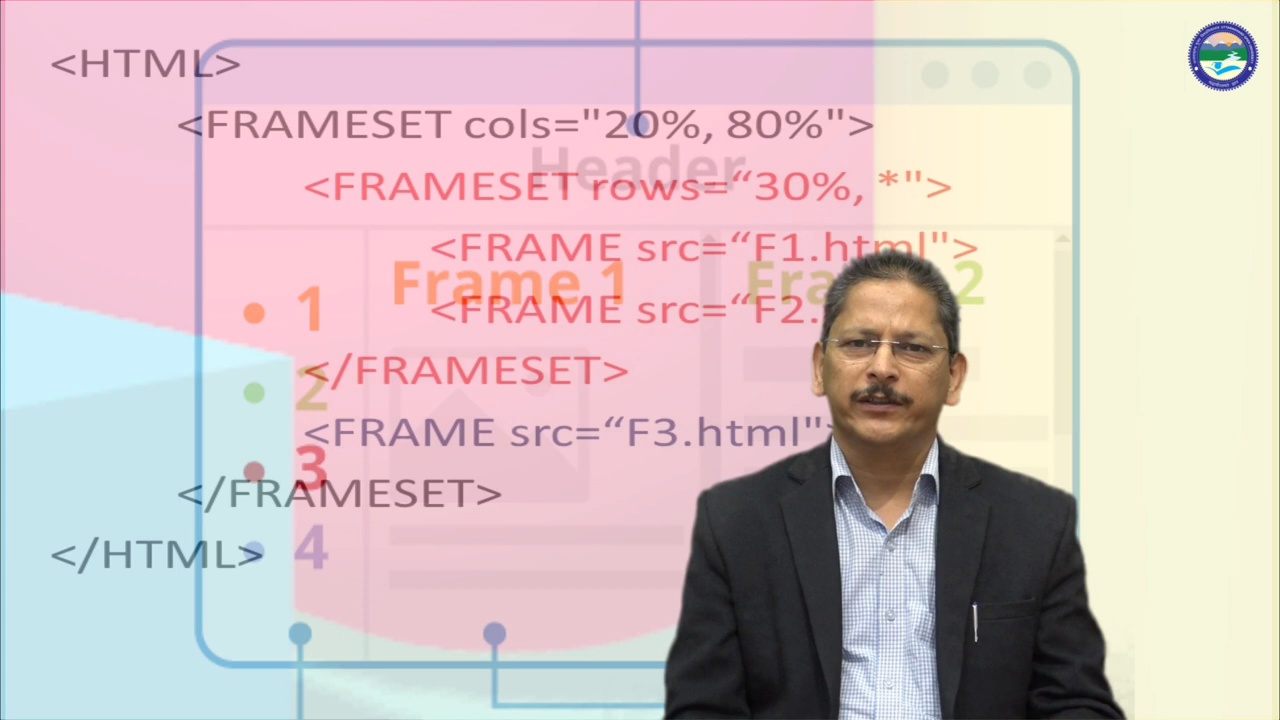 <HTML>
<FRAMESET cols="20%, 80%">
Header
<FRAMESET rows=“30%, *">
<FRAME src=“F1.html">
Frame 1
2
<FRAME src=“F2.
1
</FRAMESET>
2
<FRAME src=“F3.html"
3
</FRAMESET>
4
</HTML>